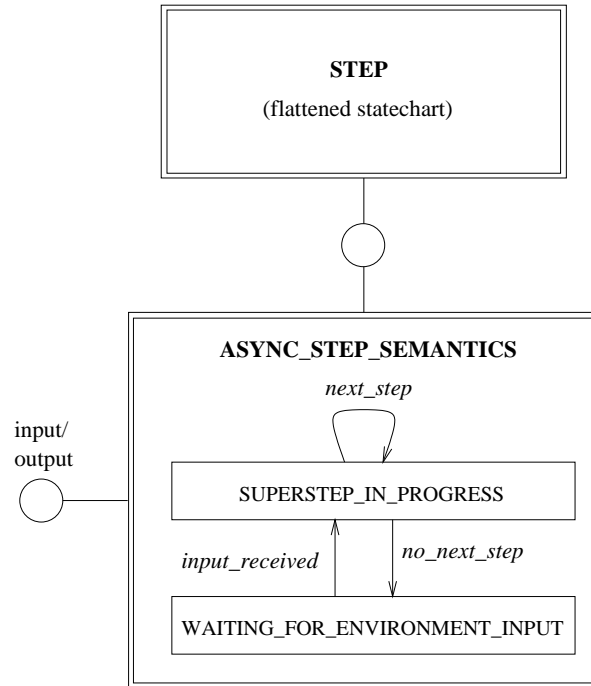 STEP
(flattened statechart)
ASYNC_STEP_SEMANTICS
next_step
input/
output
SUPERSTEP_IN_PROGRESS
input_received
no_next_step
WAITING_FOR_ENVIRONMENT_INPUT